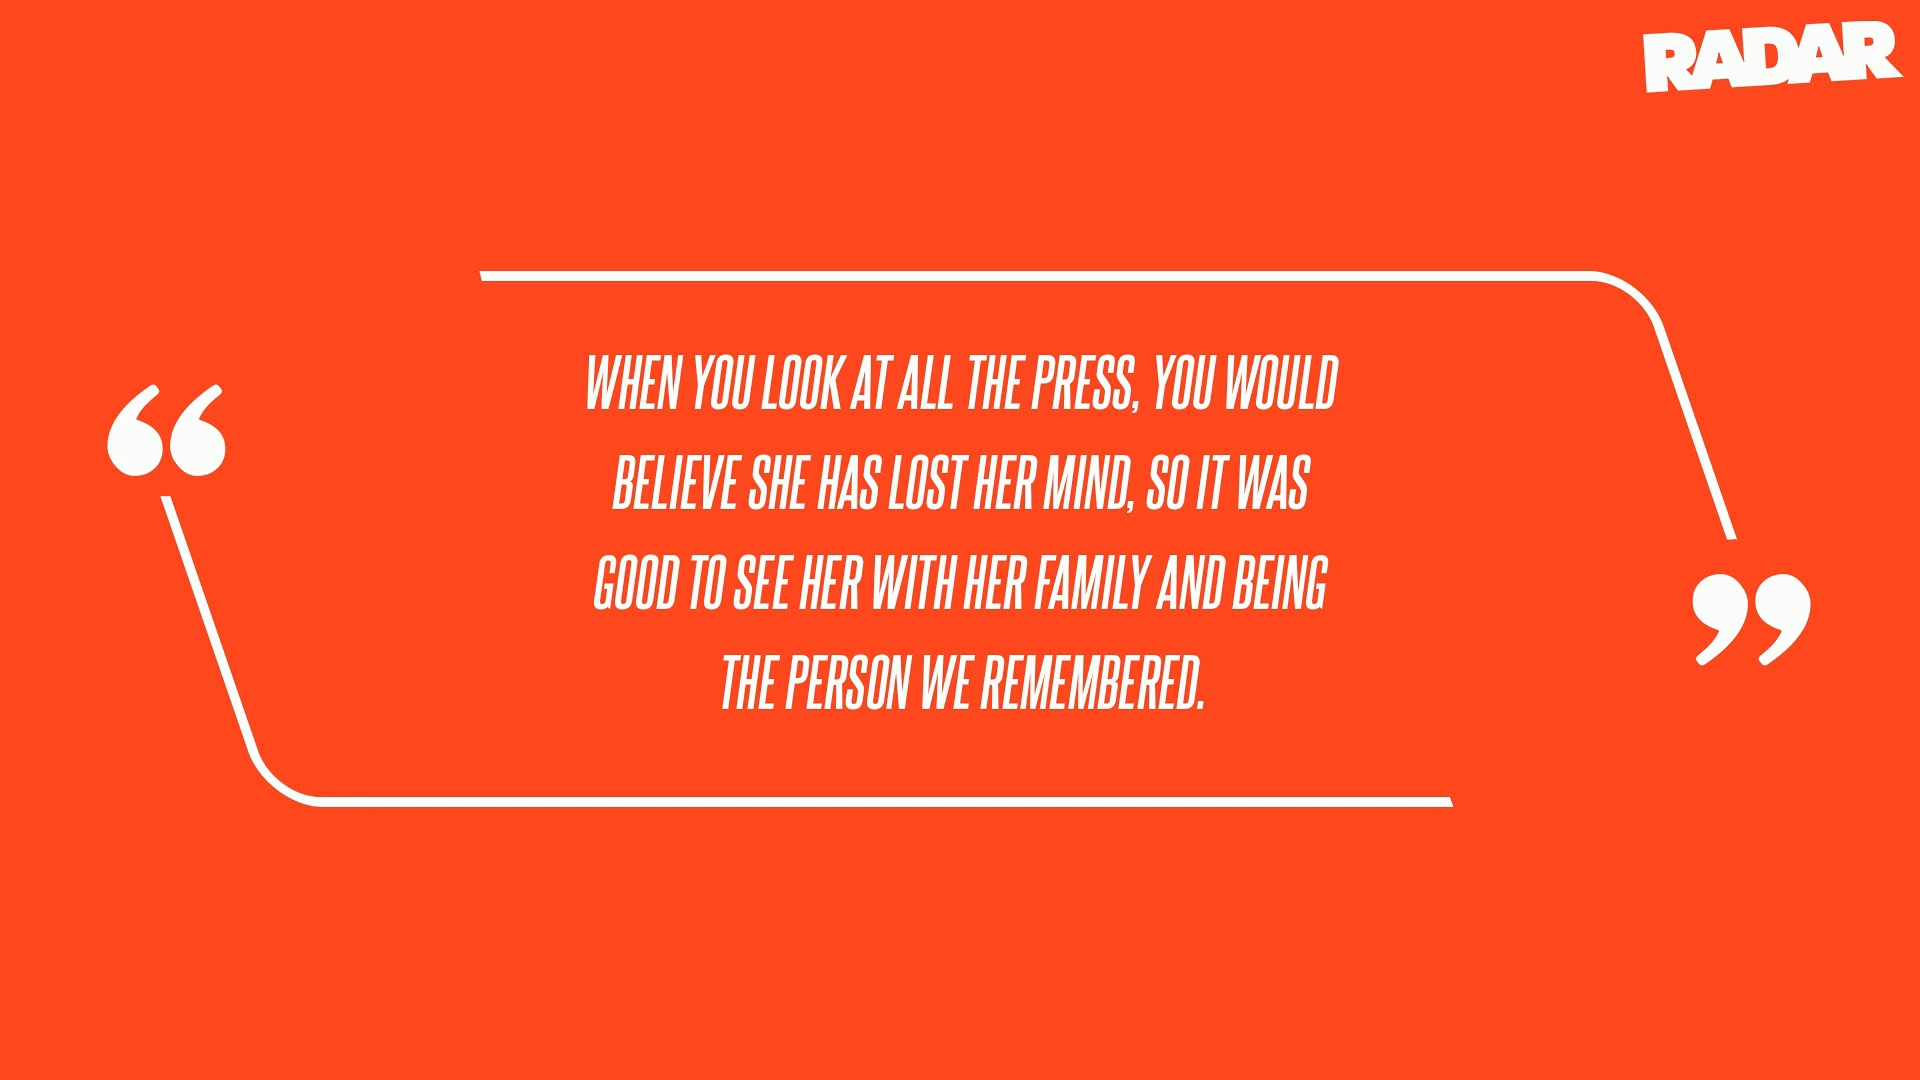 RADAR
WHEN YOU LOOK AT ALL THE PRESS, YOU WOULD
BELIEVE SHE HAS LOST HER MIND, SO IT WAS
GOOD TO SEE HER WITH HER FAMILY AND BEING
THE PERSON WE REMEMBERED.